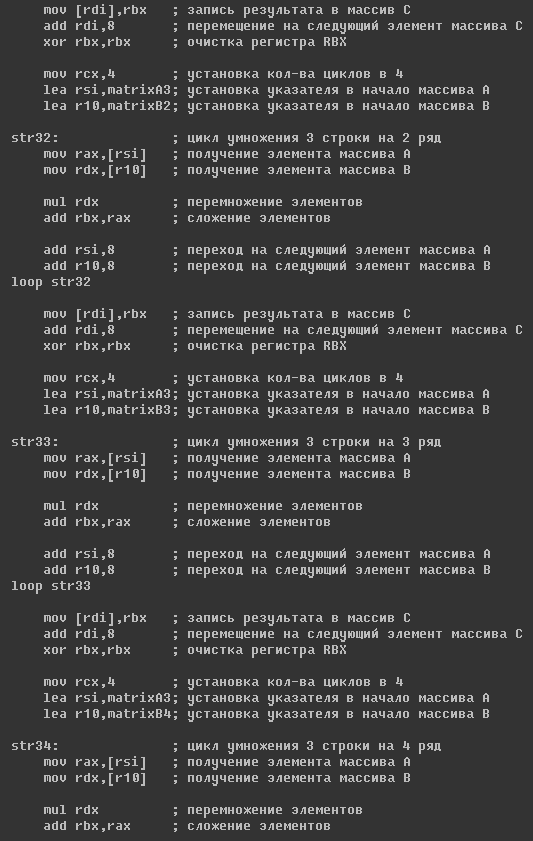 mov [rdi],rbx ; запись результата в массив C
add rdi,8 ; перемещение на следующий элемент массива C
xor rbx,rbx ; очистка регистра RBX
mov rcx,4 ; установка кол-ва циклов в 4
lea rsi,matrixA3; установка указателя в начало массива A
lea r10,matrixB2; установка указателя в начало массива B
str32: ; цикл умножения 3 строки на 2 ряд
mov rax,[rsi] ; получение элемента массива A
mov rdx,[r10] ; получение элемента массива B
mul rdx ; перемножение элементов
add rbx,rax ; сложение элементов
add rsi,8 ; переход на следующий элемент массива A
add r10,8 ; переход на следующий элемент массива B
loop str32
mov [rdi],rbx ; запись результата в массив C
add rdi,8 ; перемещение на следующий элемент массива C
xor rbx,rbx ; очистка регистра RBX
mov rcx,4 ; установка кол-ва циклов в 4
lea rsi,matrixA3; установка указателя в начало массива A
lea r10,matrixB3; установка указателя в начало массива B
str33: ; цикл умножения 3 строки на 3 ряд
mov rax,[rsi] ; получение элемента массива A
mov rdx,[r10] ; получение элемента массива B
mul rdx ; перемножение элементов
add rbx,rax ; сложение элементов
add rsi,8 ; переход на следующий элемент массива A
add r10,8 ; переход на следующий элемент массива B
loop str33
mov [rdi],rbx ; запись результата в массив C
add rdi,8 ; перемещение на следующий элемент массива C
xor rbx,rbx ; очистка регистра RBX
mov rcx,4 ; установка кол-ва циклов в 4
lea rsi,matrixA3; установка указателя в начало массива A
lea r10,matrixB4; установка указателя в начало массива B
str34: ; цикл умножения 3 строки на 4 ряд
mov rax,[rsi] ; получение элемента массива A
mov rdx,[r10] ; получение элемента массива B
mul rdx ; перемножение элементов
add rbx,rax ; сложение элементов